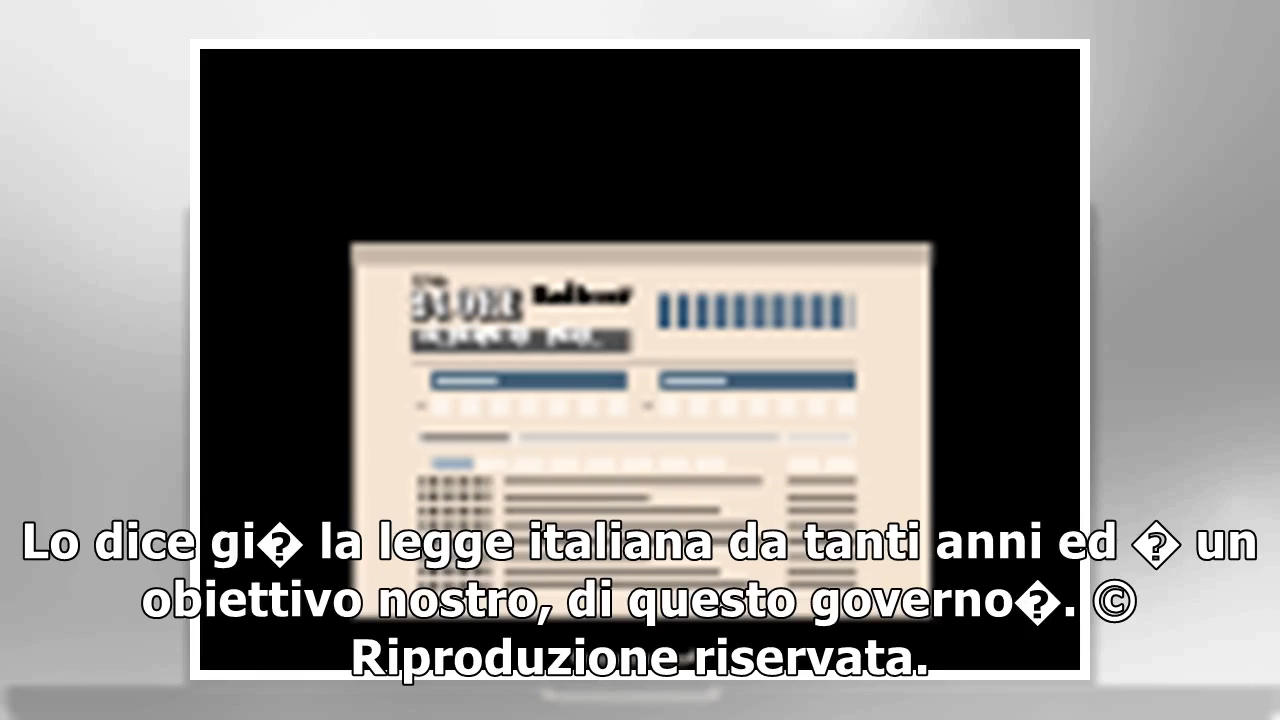 Lo dice gi� la legge italiana da tanti anni ed � un
obiettivo nostro, di questo governo�. ©
Riproduzione riservata.